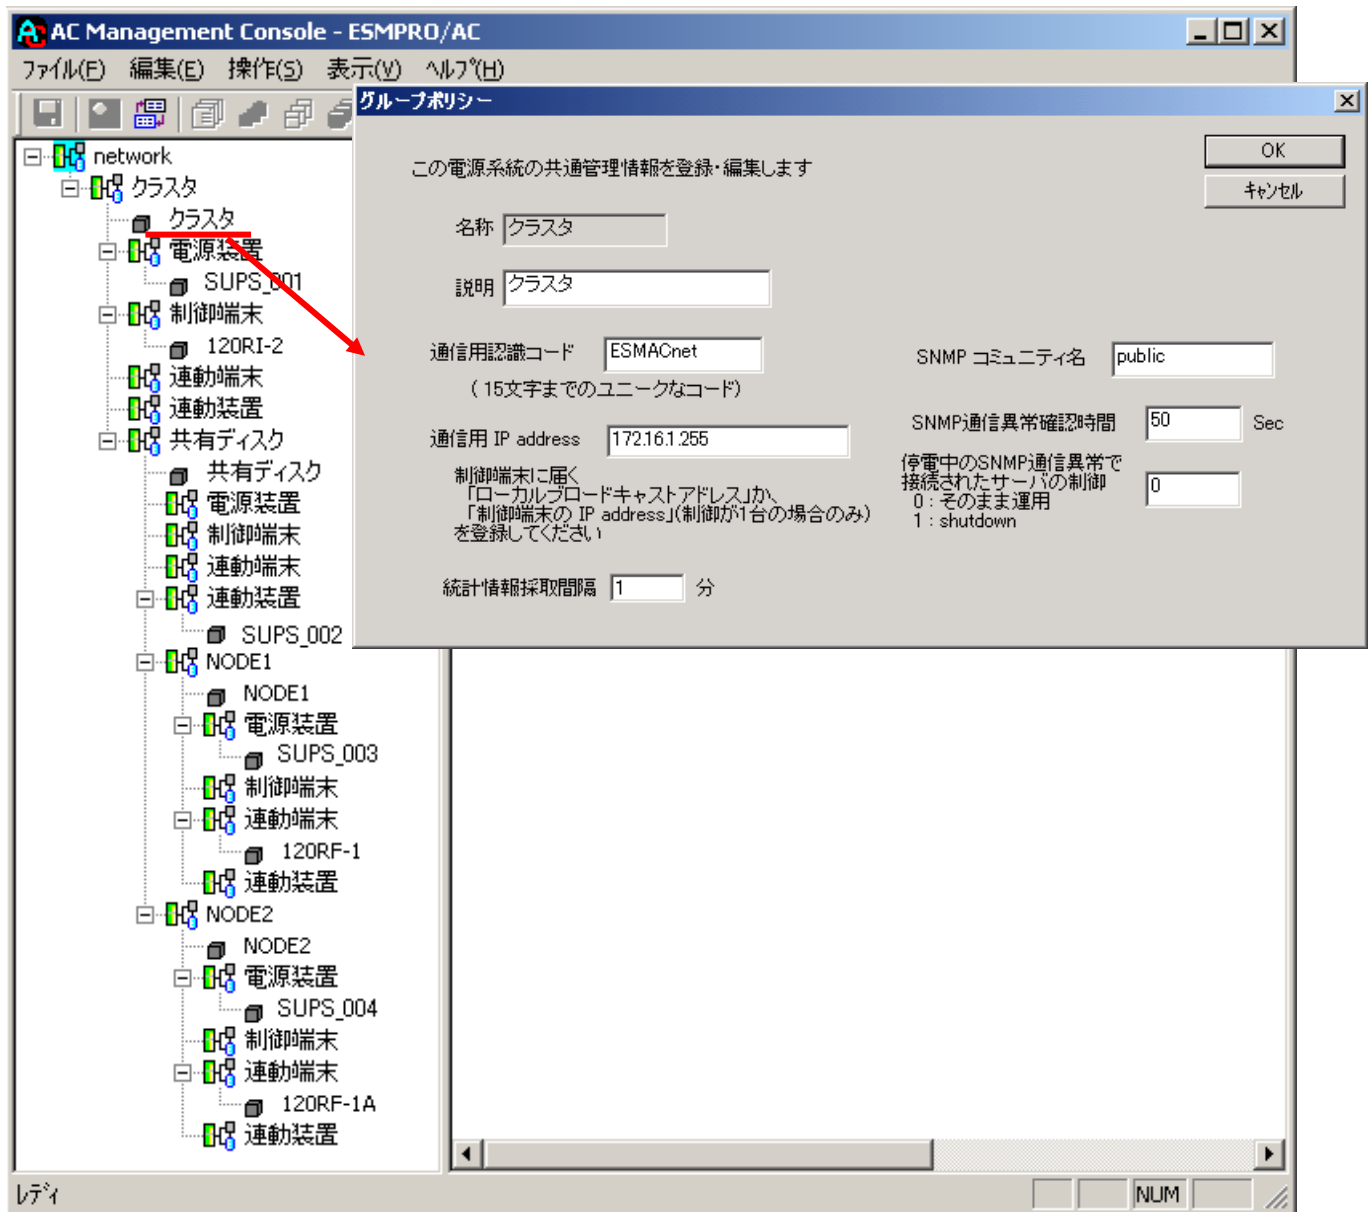 AC Management Console - ESMPRO/AC
ファイル(F) 編集(E) 操作(S) 表示(V) ヘルプ(H)
network
クラスタ
クラスタ
電源装置
SUPS_001
制御端末
120RI-2
連動端末
連動装置
共有ディスク
共有ディスク
電源装置
制御端末
連動端末
連動装置
SUPS_002
NODE1
NODE1
電源装置
SUPS_003
制御端末
連動端末
120RF-1
連動装置
NODE2
NODE2
電源装置
SUPS_004
制御端末
連動端末
120RF-1A
連動装置
グループポリシー
この電源系統の共通管理情報を登録・編集します
OK
キャンセル
名称 クラスタ
説明 クラスタ
通信用認識コード ESMACnet
( 15文字までのユニークなコード)
通信用 IP address 172.16.1.255
制御端末に届く
「ローカルブロードキャストアドレス」か、
「制御端末の IP address」(制御が1台の場合のみ)
を登録してください
統計情報採取間隔 1 分
SNMP コミュニティ名 public
SNMP通信異常確認時間 50 Sec
停電中のSNMP通信異常で
接続されたサーバの制御 0
0 : そのまま運用
1 : shutdown
レディ
NUM